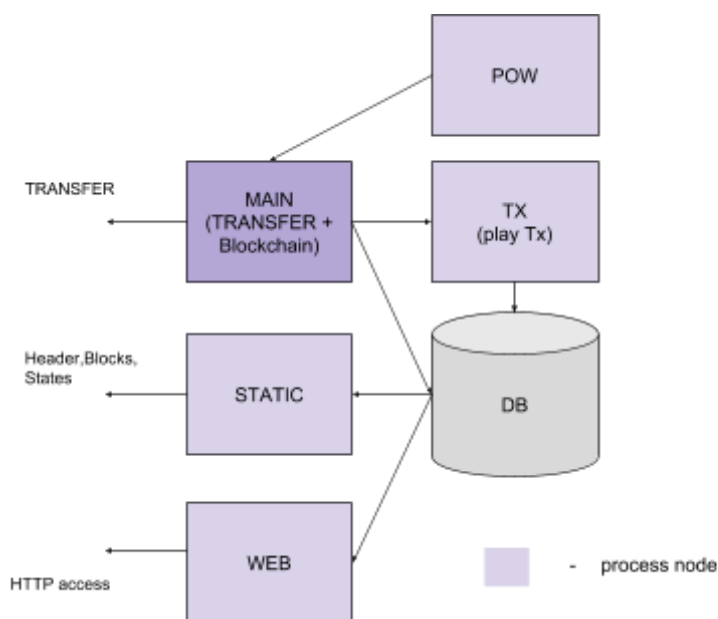 POW
TRANSFER
MAIN
(TRANSFER +
Blockchain)
TX
(play Tx)
Header,Blocks,
States
STATIC
DB
WEB
HTTP access
- process node